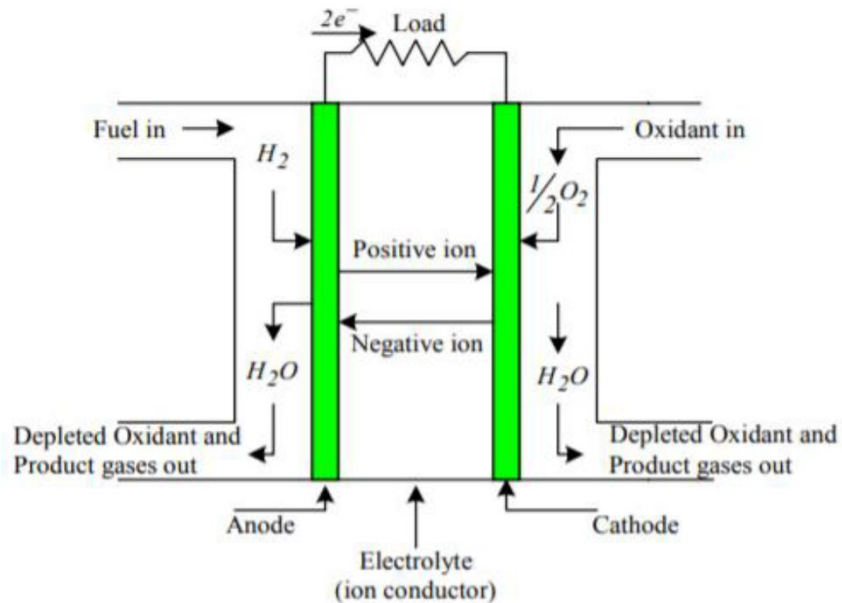 2e⁻
Load
Fuel in
Oxidant in
H₂
1/2O₂
Positive ion
Negative ion
H₂O
H₂O
Depleted Oxidant and
Product gases out
Depleted Oxidant and
Product gases out
Anode
Cathode
Electrolyte
(ion conductor)